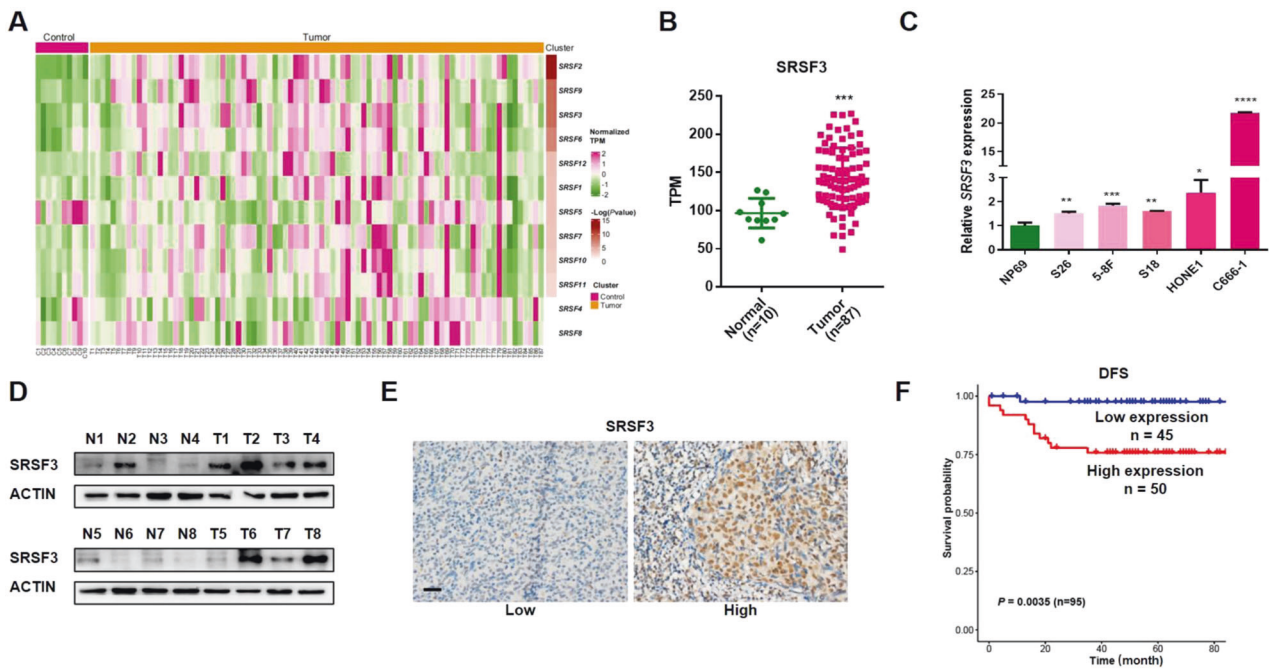 A
Control
Tumor
Cluster
SRSF2
SRSF9
SRSF3
SRSF6
SRSF12
SRSF1
SRSF5
SRSF7
SRSF10
SRSF11
SRSF4
SRSF8
Normalized
TPM
2
1
0
-1
-2
-Log(Pvalue)
15
10
5
0
Cluster
Control
Tumor
B
SRSF3
***
TPM
250
200
150
100
50
0
Normal
(n=10)
Tumor
(n=87)
C
Relative SRSF3 expression
25
20
15
10
3
2
1
0
**
***
**
*
****
NP69
S26
5-8F
S18
HONE1
C666-1
D
N1 N2 N3 N4 T1 T2 T3 T4
SRSF3
ACTIN
N5 N6 N7 N8 T5 T6 T7 T8
SRSF3
ACTIN
E
SRSF3
Low
High
F
DFS
Survival probability
1.00
0.75
0.50
0.25
0.00
Low expression
n = 45
High expression
n = 50
P = 0.0035 (n=95)
0 20 40 60 80
Time (month)